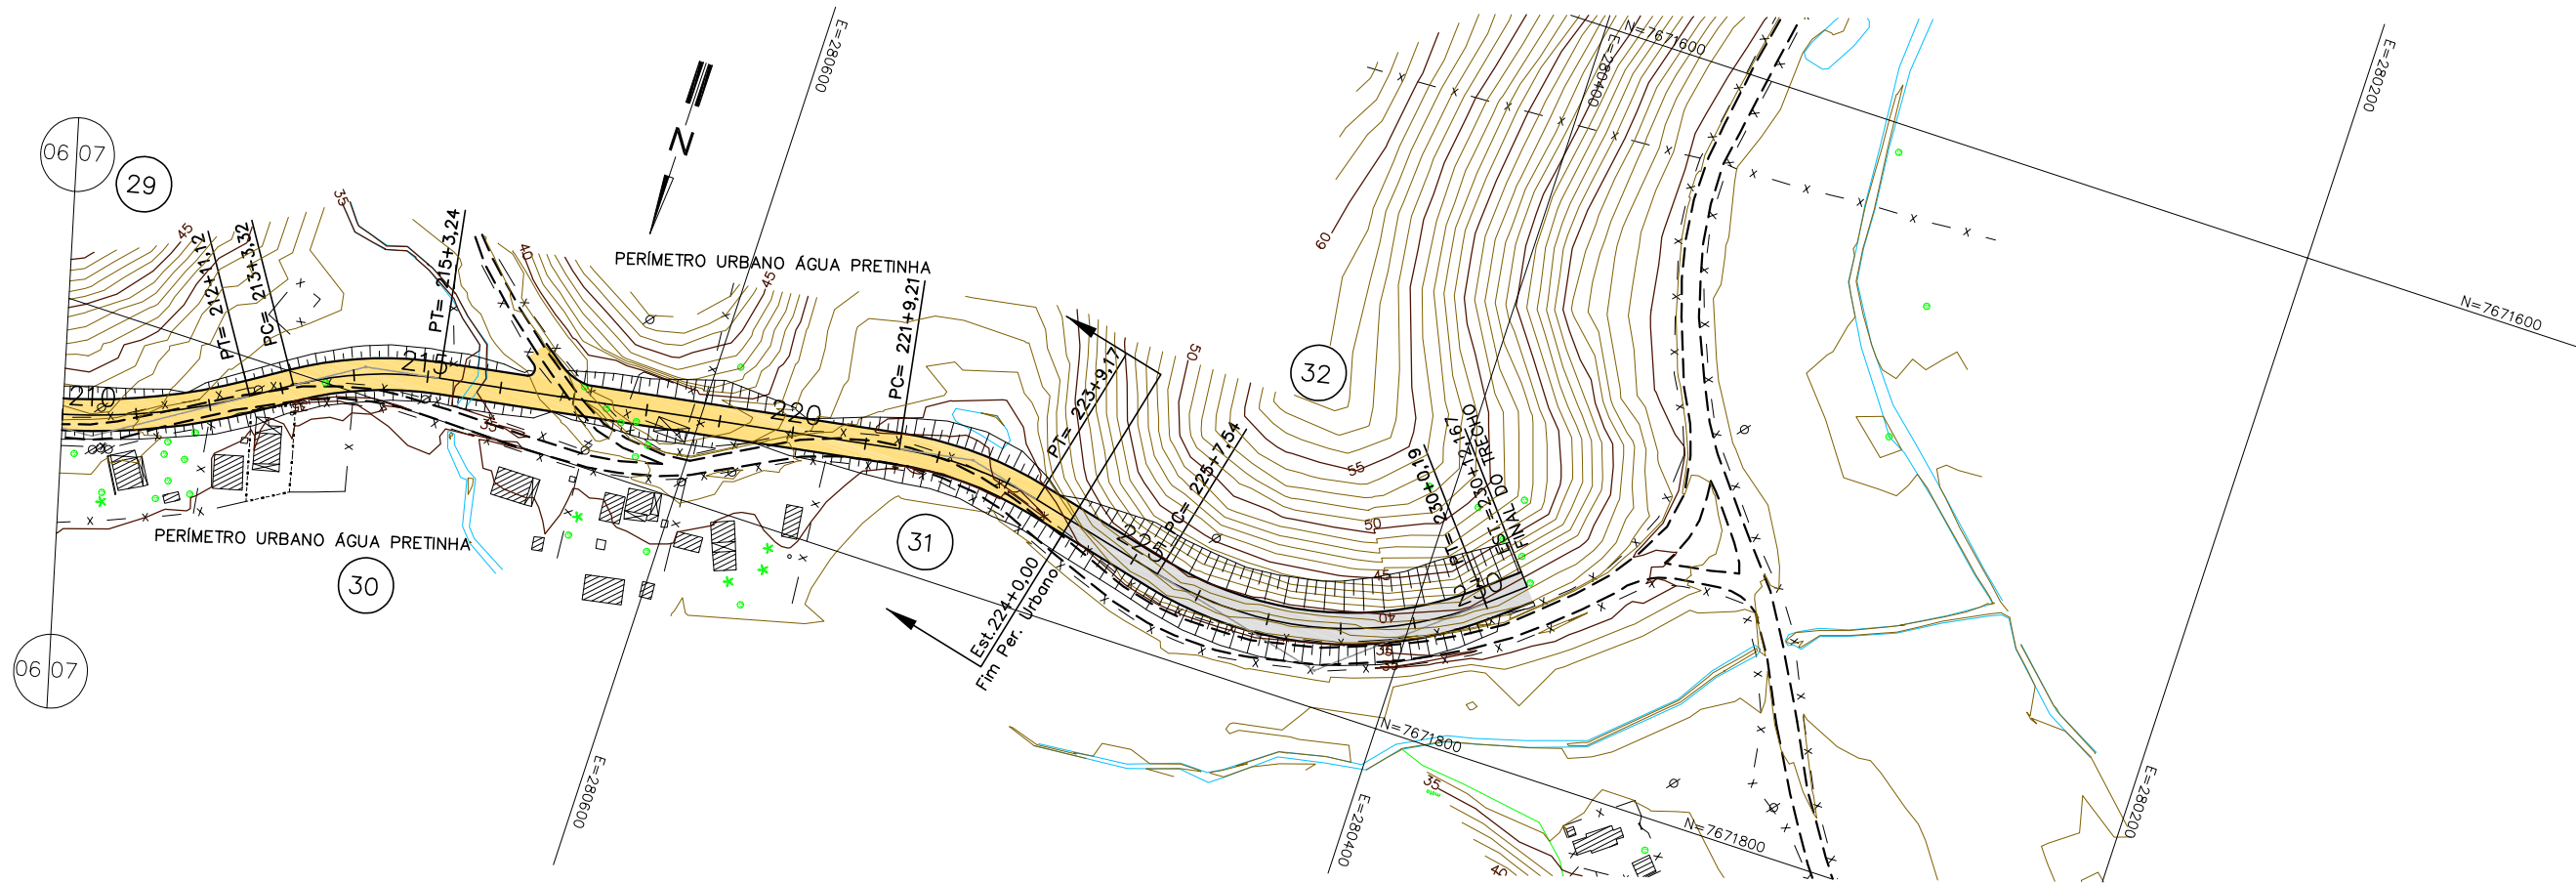 E=280600
N=7671600
E=280400
E=280200
N
06 07
29
35
45
PT= 212+11,12
PC= 213+3,32
PT= 215+3,24
40
PERÍMETRO URBANO ÁGUA PRETINHA
45
PC= 221+9,21
60
N=7671600
PT= 223+9,17
50
32
210
215
220
35
55
50
PC= 225+7,54
PT= 230+0,19
EST.=230+14,167
FINAL DO TRECHO
225
230
45
40
PERÍMETRO URBANO ÁGUA PRETINHA
30
31
Est.224+0,00
Fim Per. Urbano
35
06 07
N=7671800
E=280600
E=280400
35
40
N=7671800
E=280200